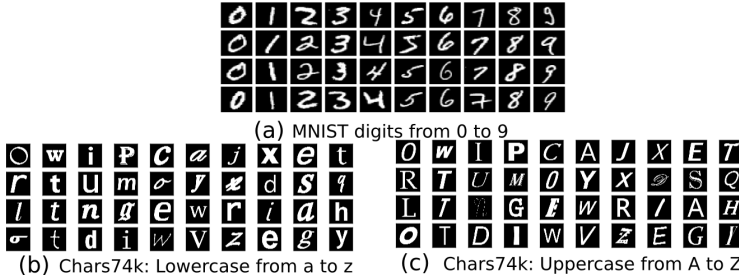 0 1 2 3 4 5 6 7 8 9
0 1 2 3 4 5 6 7 8 9
0 1 2 3 4 5 6 7 8 9
0 1 2 3 4 5 6 7 8 9
(a) MNIST digits from 0 to 9
o w i p c a j x e t
r t u m o y x d s q
l t n g e w r i a h
σ t d i w v z e g y
(b) Chars74k: Lowercase from a to z
O W I P C A J X E T
R T U M O Y X D S Q
L T G E W R I A H
O T D I W V Z E G I
(c) Chars74k: Uppercase from A to Z